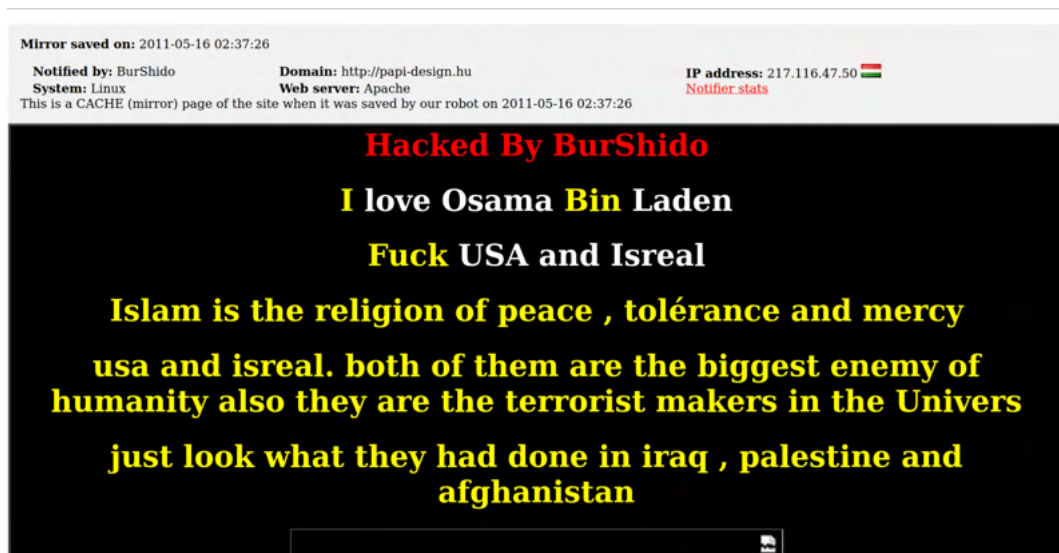 Mirror saved on: 2011-05-16 02:37:26
Notified by: BurShido Domain: http://papi-design.hu IP address: 217.116.47.50
System: Linux Web server: Apache Notifier stats
This is a CACHE (mirror) page of the site when it was saved by our robot on 2011-05-16 02:37:26
Hacked By BurShido
I love Osama Bin Laden
Fuck USA and Isreal
Islam is the religion of peace , tolérance and mercy
usa and isreal. both of them are the biggest enemy of
humanity also they are the terrorist makers in the Univers
just look what they had done in iraq , palestine and
afghanistan